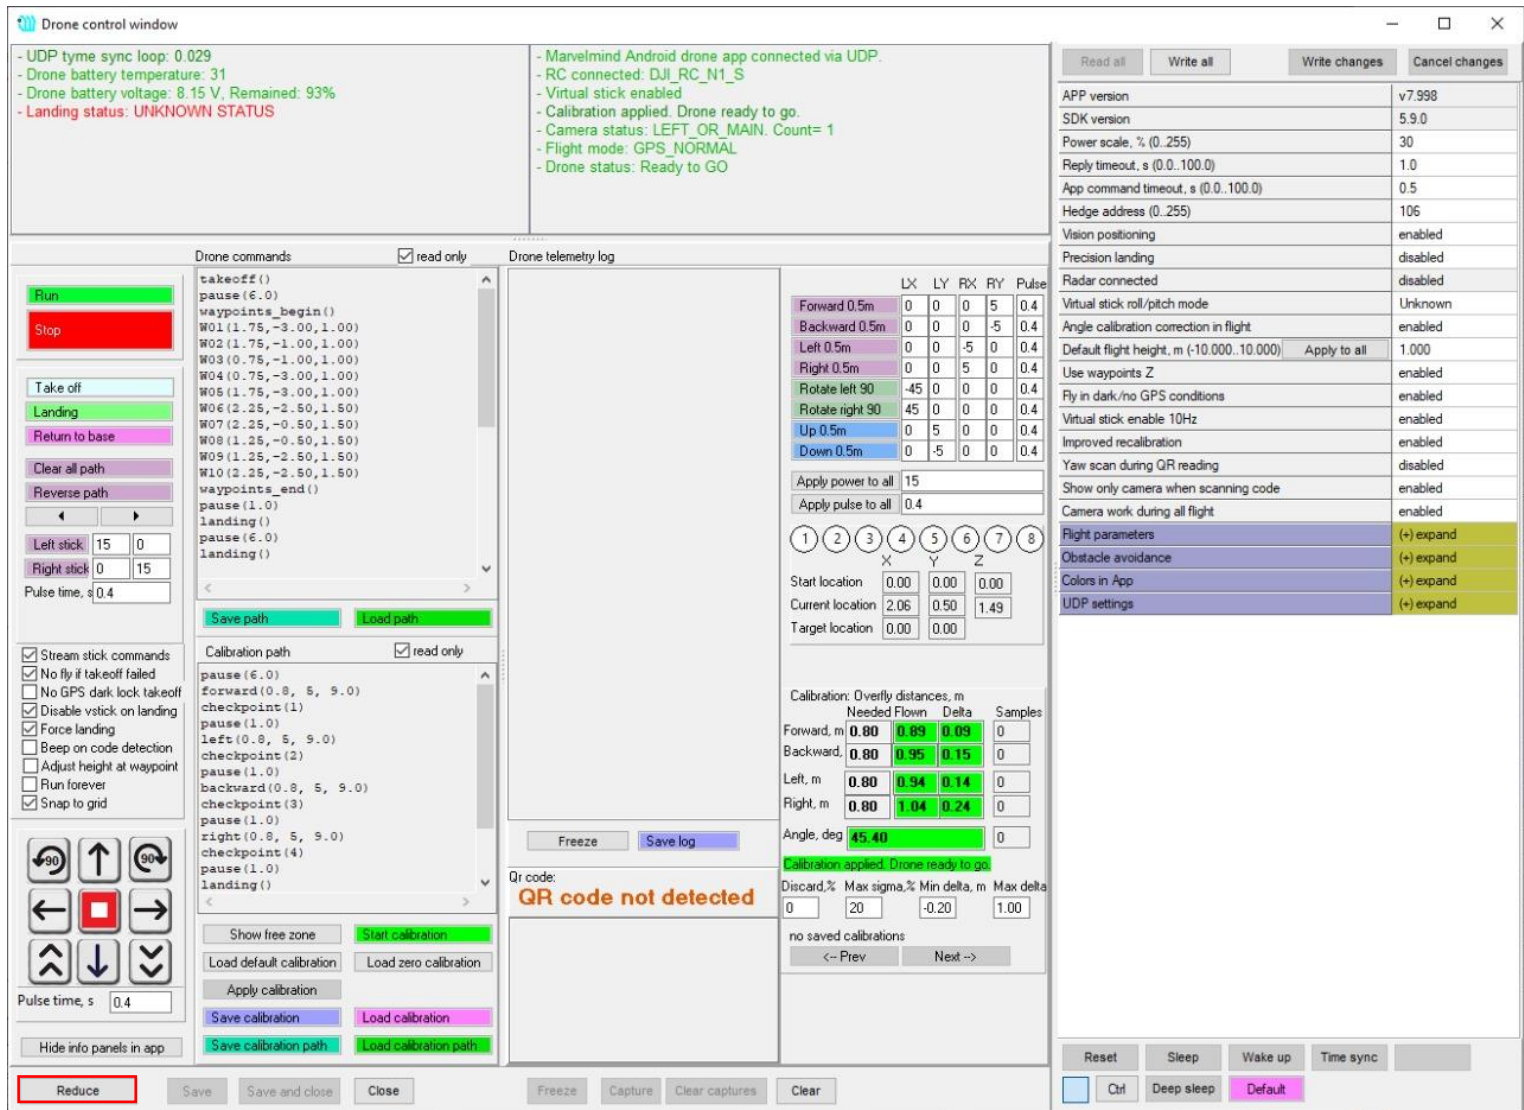 Drone control window
- UDP tyme sync loop: 0.029
- Drone battery temperature: 31
- Drone battery voltage: 8.15 V, Remained: 93%
- Landing status: UNKNOWN STATUS
- Marvelmind Android drone app connected via UDP.
- RC connected: DJI_RC_N1_S
- Virtual stick enabled
- Calibration applied. Drone ready to go.
- Camera status: LEFT_OR_MAIN. Count= 1
- Flight mode: GPS_NORMAL
- Drone status: Ready to GO
Run
Stop
Take off
Landing
Return to base
Clear all path
Reverse path
Left stick 15 0
Right stick 0 15
Pulse time, s 0.4
Stream stick commands
No fly if takeoff failed
No GPS dark lock takeoff
Disable vstick on landing
Force landing
Beep on code detection
Adjust height at waypoint
Run forever
Snap to grid
90 90
Pulse time, s 0.4
Hide info panels in app
Drone commands read only
takeoff()
pause(6.0)
waypoints_begin()
W01(1.75,-3.00,1.00)
W02(1.75,-1.00,1.00)
W03(0.75,-1.00,1.00)
W04(0.75,-3.00,1.00)
W05(1.75,-3.00,1.00)
W06(2.25,-2.50,1.50)
W07(2.25,-0.50,1.50)
W08(1.25,-0.50,1.50)
W09(1.25,-2.50,1.50)
W10(2.25,-2.50,1.50)
waypoints_end()
pause(1.0)
landing()
pause(6.0)
landing()
Save path Load path
Calibration path read only
pause(6.0)
forward(0.8, 5, 9.0)
checkpoint(1)
pause(1.0)
left(0.8, 5, 9.0)
checkpoint(2)
pause(1.0)
backward(0.8, 5, 9.0)
checkpoint(3)
pause(1.0)
right(0.8, 5, 9.0)
checkpoint(4)
pause(1.0)
landing()
Show free zone Start calibration
Load default calibration Load zero calibration
Apply calibration
Save calibration Load calibration
Save calibration path Load calibration path
Drone telemetry log
Freeze Save log
Qr code:
QR code not detected
LX LY RX RY Pulse
Forward 0.5m 0 0 0 5 0.4
Backward 0.5m 0 0 0 -5 0.4
Left 0.5m 0 0 -5 0 0.4
Right 0.5m 0 0 5 0 0.4
Rotate left 90 -45 0 0 0 0.4
Rotate right 90 45 0 0 0 0.4
Up 0.5m 0 5 0 0 0.4
Down 0.5m 0 -5 0 0 0.4
Apply power to all 15
Apply pulse to all 0.4
1 2 3 4 5 6 7 8
X Y Z
Start location 0.00 0.00 0.00
Current location 2.06 0.50 1.49
Target location 0.00 0.00
Calibration: Overfly distances, m
Needed Flown Delta Samples
Forward, m 0.80 0.89 0.09 0
Backward, 0.80 0.95 0.15 0
Left, m 0.80 0.94 0.14 0
Right, m 0.80 1.04 0.24 0
Angle, deg 45.40 0
Calibration applied. Drone ready to go.
Discard,% Max sigma,% Min delta, m Max delta
0 20 -0.20 1.00
no saved calibrations
<-- Prev Next -->
Reduce Save Save and close Close Freeze Capture Clear captures Clear
Read all Write all Write changes Cancel changes
APP version v7.998
SDK version 5.9.0
Power scale, % (0..255) 30
Reply timeout, s (0.0..100.0) 1.0
App command timeout, s (0.0..100.0) 0.5
Hedge address (0..255) 106
Vision positioning enabled
Precision landing disabled
Radar connected disabled
Virtual stick roll/pitch mode Unknown
Angle calibration correction in flight enabled
Default flight height, m (-10.000..10.000) Apply to all 1.000
Use waypoints Z enabled
Fly in dark/no GPS conditions enabled
Virtual stick enable 10Hz enabled
Improved recalibration enabled
Yaw scan during QR reading disabled
Show only camera when scanning code enabled
Camera work during all flight enabled
Flight parameters (+) expand
Obstacle avoidance (+) expand
Colors in App (+) expand
UDP settings (+) expand
Reset Sleep Wake up Time sync
Ctrl Deep sleep Default